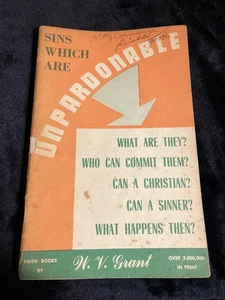 SINS
WHICH
ARE
UNPARDONABLE
WHAT ARE THEY?
WHO CAN COMMIT THEM?
CAN A CHRISTIAN?
CAN A SINNER?
WHAT HAPPENS THEN?
FAITH BOOKS
BY
W. V. Grant
OVER 3,000,000
IN PRINT